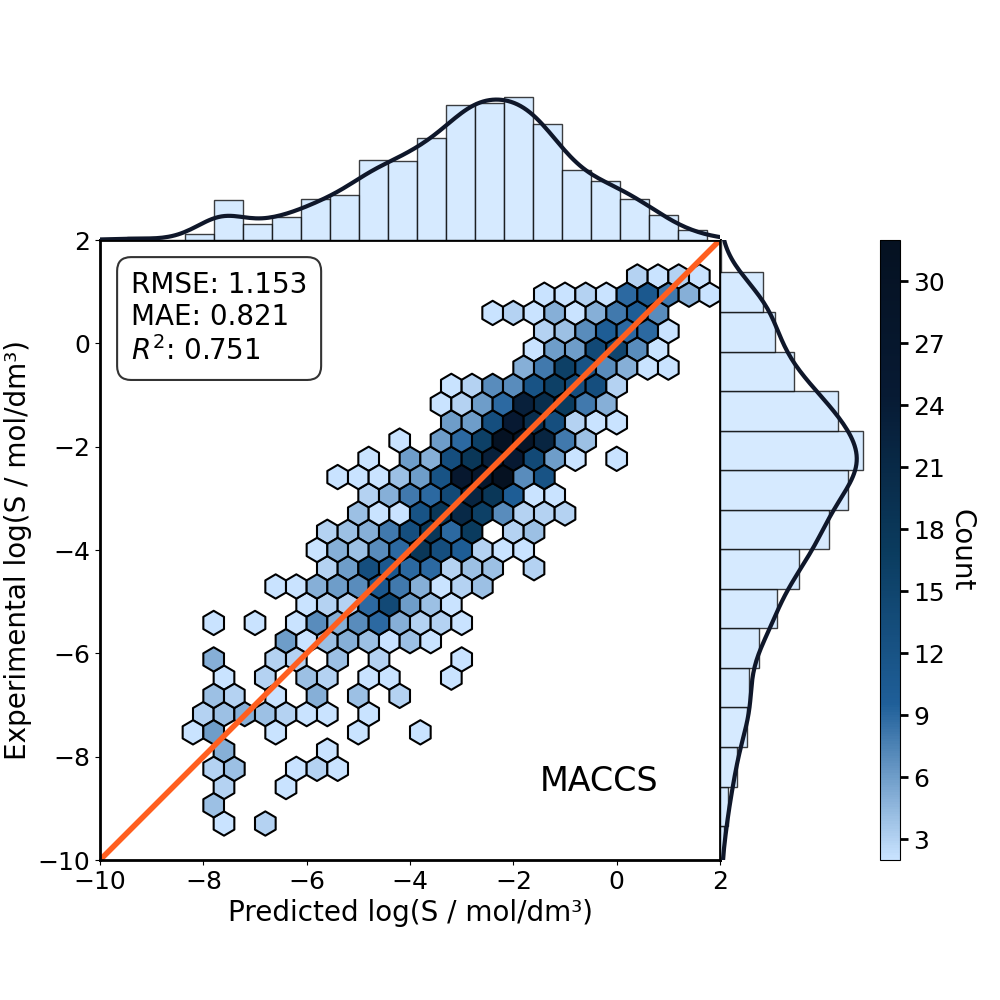 RMSE: 1.153
MAE: 0.821
R²: 0.751
MACCS
2
0
−2
−4
−6
−8
−10
Experimental log(S / mol/dm³)
−10 −8 −6 −4 −2 0 2
Predicted log(S / mol/dm³)
30
27
24
21
18
15
12
9
6
3
Count